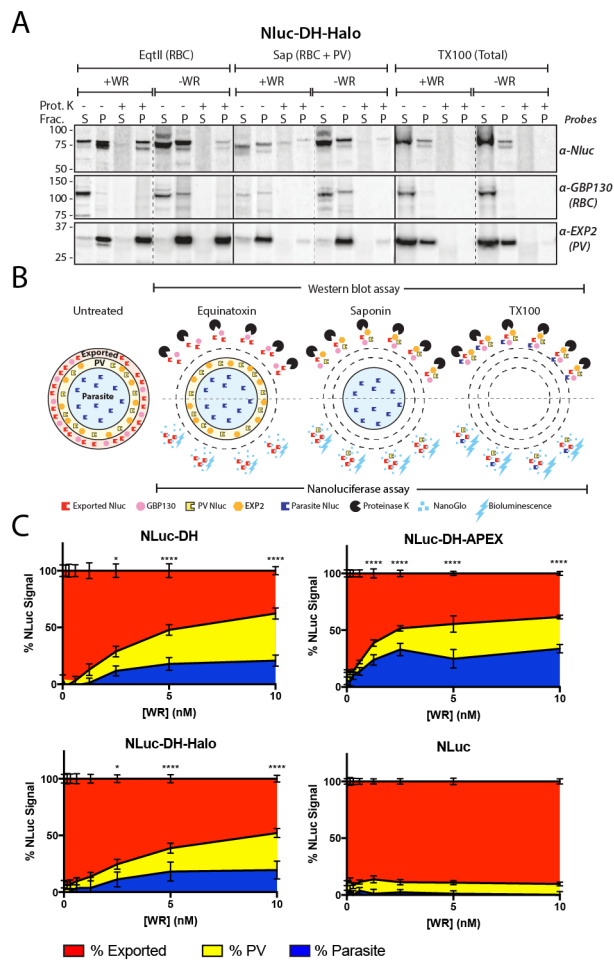 A
Nluc-DH-Halo
EqtII (RBC) Sap (RBC + PV) TX100 (Total)
+WR -WR +WR -WR +WR -WR
Prot. K - - + + - - + + - - + + - - + + - - + + - - + +
Frac. S P S P S P S P S P S P S P S P S P S P S P S P Probes
100
75
50
α-Nluc
150
100
75
α-GBP130
(RBC)
37
25
α-EXP2
(PV)
B
Western blot assay
Untreated Equinatoxin Saponin TX100
Exported
PV
Parasite
Nanoluciferase assay
Exported Nluc GBP130 PV Nluc EXP2 Parasite Nluc Proteinase K NanoGlo Bioluminescence
C
NLuc-DH
% NLuc Signal
100
50
0
* **** ****
0 5 10
[WR] (nM)
NLuc-DH-APEX
% NLuc Signal
100
50
0
**** **** **** ****
0 5 10
[WR] (nM)
NLuc-DH-Halo
% NLuc Signal
100
50
0
* **** ****
0 5 10
[WR] (nM)
NLuc
% NLuc Signal
100
50
0
0 5 10
[WR] (nM)
% Exported % PV % Parasite